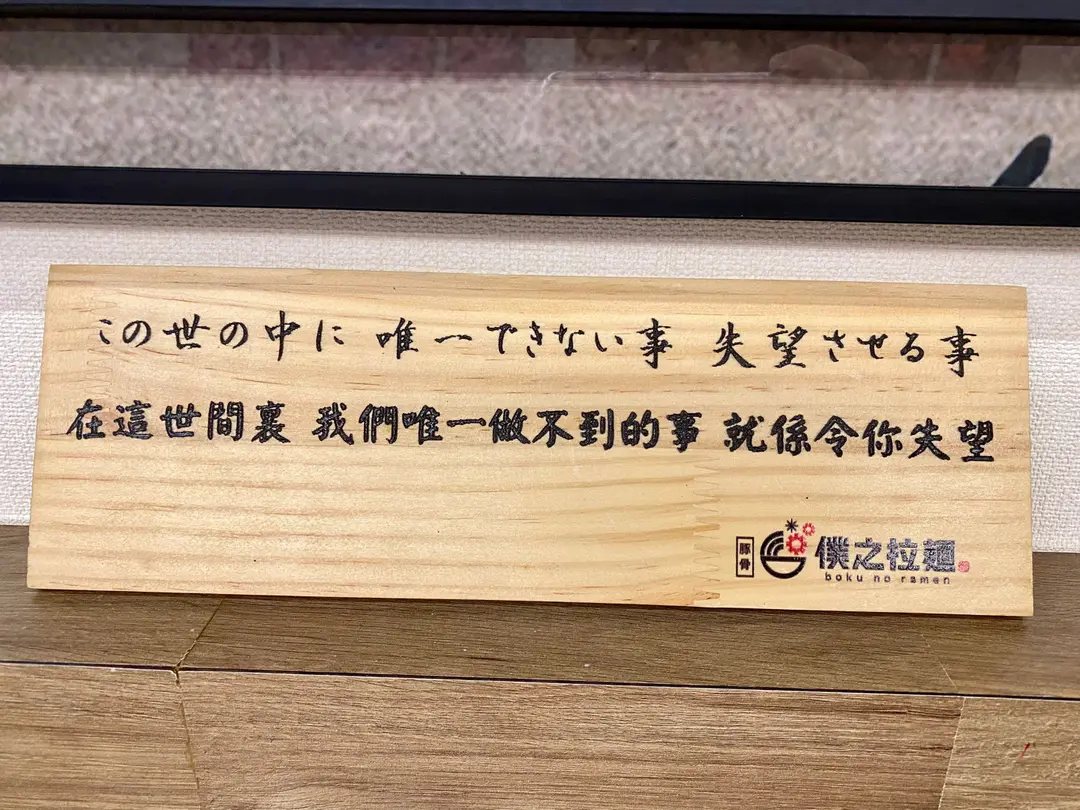 この世の中に 唯一できない事 失望させる事
在這世間裏 我們唯一做不到的事 就係令你失望
豚骨
僕之拉麵
boku no ramen